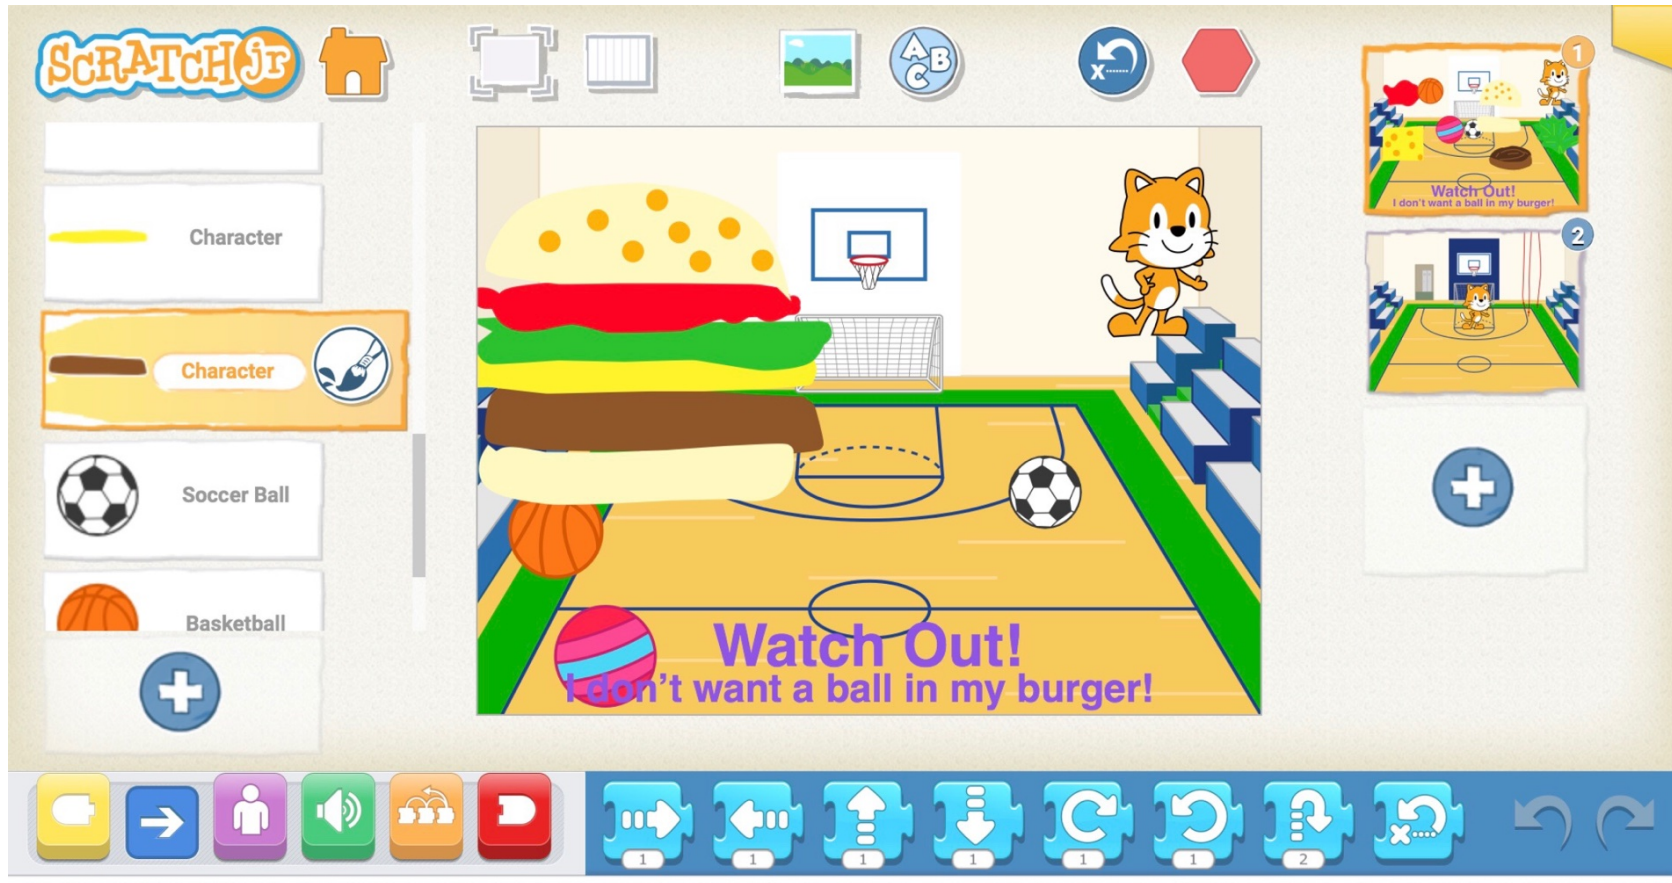 SCRATCHJr
A B C
X
1
Watch Out!
I don't want a ball in my burger!
2
Character
Character
Soccer Ball
Basketball
Watch Out!
I don't want a ball in my burger!
1 1 1 1 1 1 2 X